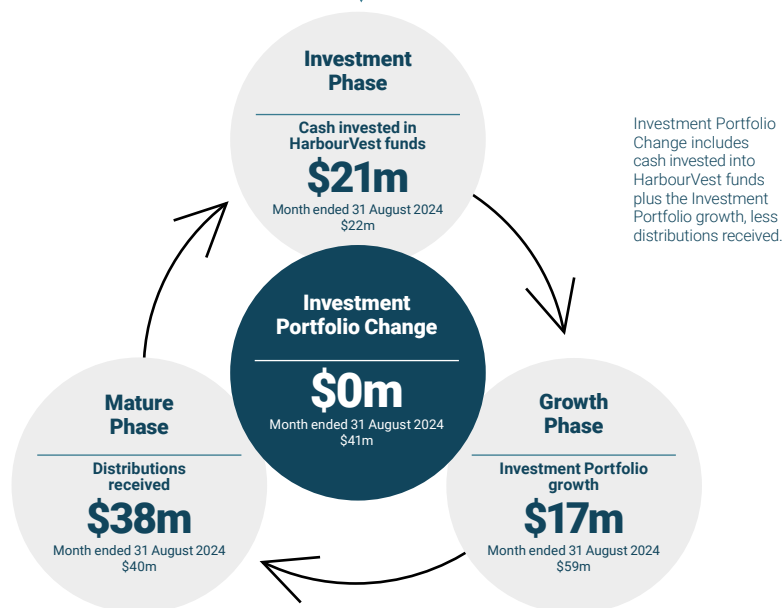 Investment
Phase
Cash invested in
HarbourVest funds
$21m
Month ended 31 August 2024
$22m
Investment Portfolio
Change includes
cash invested into
HarbourVest funds
plus the Investment
Portfolio growth, less
distributions received.
Investment
Portfolio Change
$0m
Month ended 31 August 2024
$41m
Mature
Phase
Distributions
received
$38m
Month ended 31 August 2024
$40m
Growth
Phase
Investment Portfolio
growth
$17m
Month ended 31 August 2024
$59m